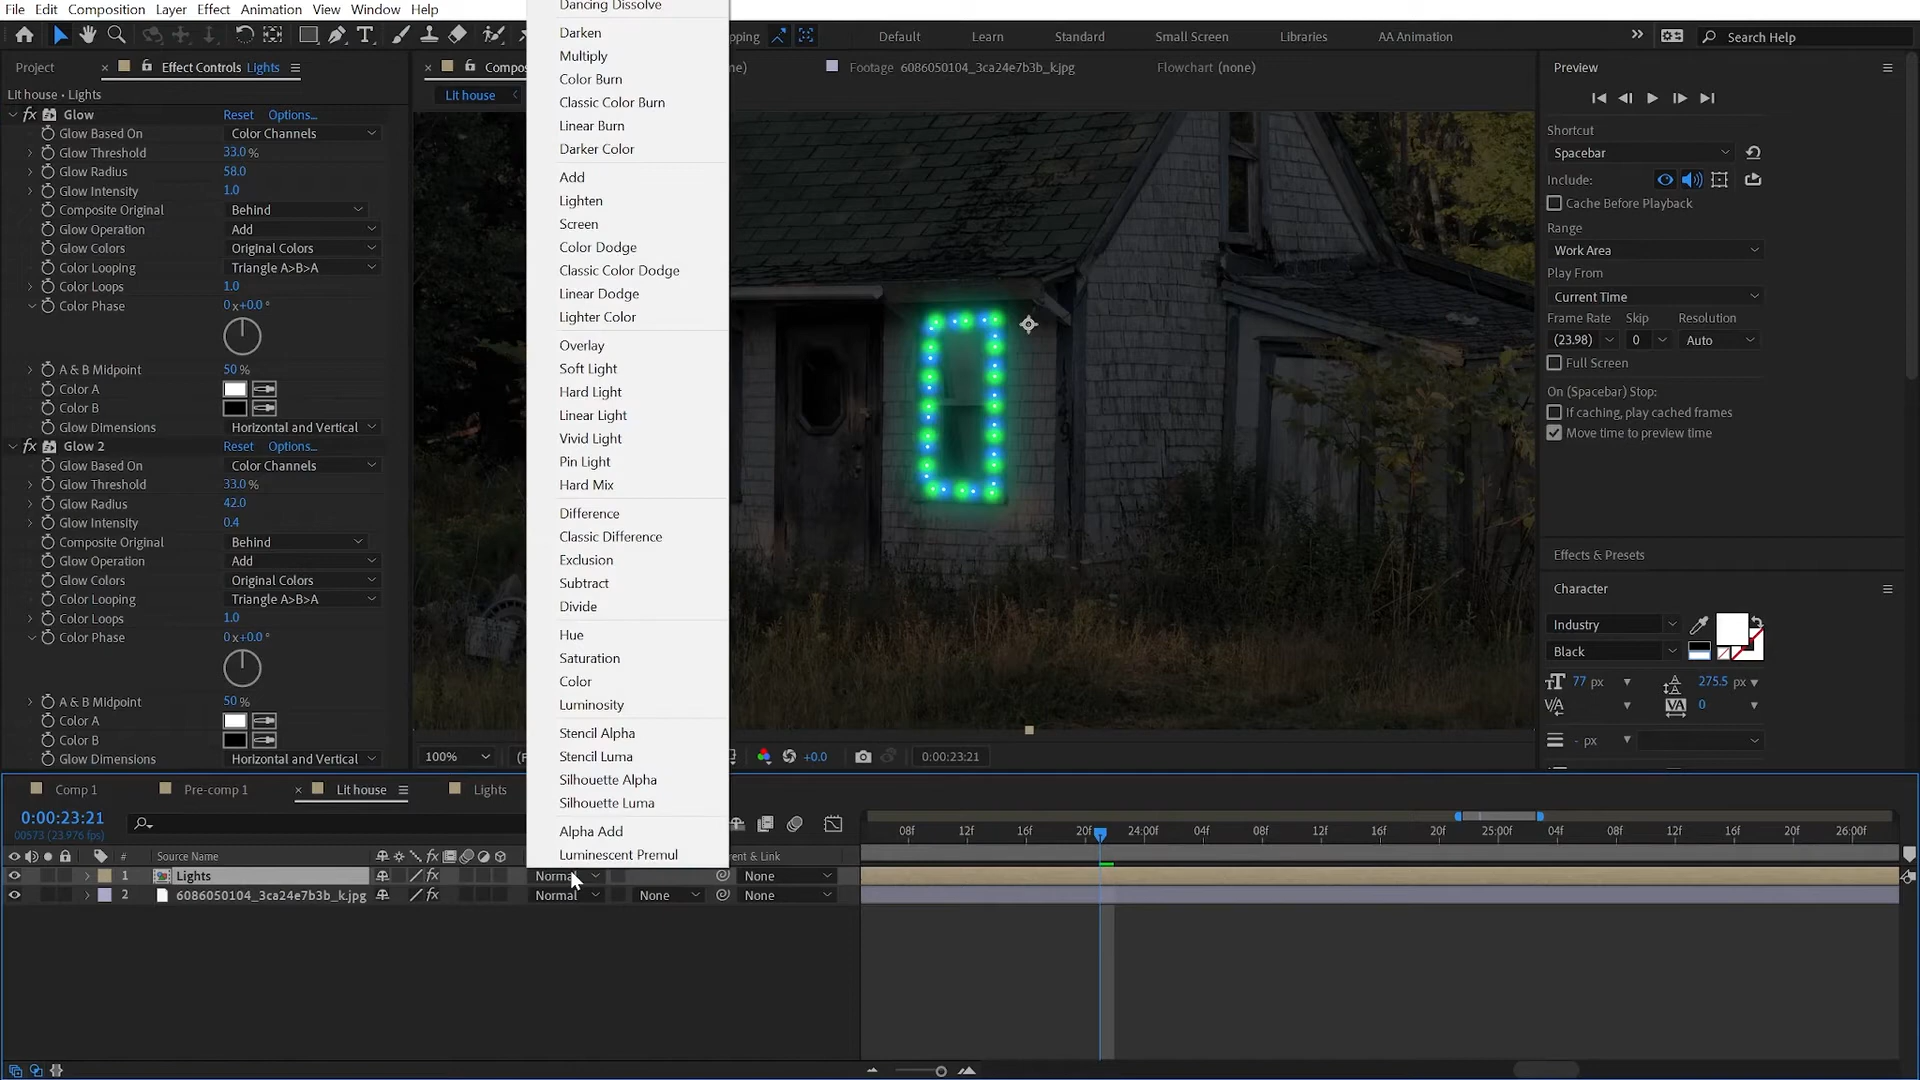 File Edit Composition Layer Effect Animation View Window Help
Default Learn Standard Small Screen Libraries AA Animation Search Help
Project Effect Controls Lights
Footage 6086050104_3ca24e7b3b_k.jpg Flowchart (none)
Lit house • Lights
Lit house
Glow Reset Options...
Glow Based On Color Channels
Glow Threshold 33.0 %
Glow Radius 58.0
Glow Intensity 1.0
Composite Original Behind
Glow Operation Add
Glow Colors Original Colors
Color Looping Triangle A>B>A
Color Loops 1.0
Color Phase 0 x+0.0 °
A & B Midpoint 50 %
Color A
Color B
Glow Dimensions Horizontal and Vertical
Glow 2 Reset Options...
Glow Based On Color Channels
Glow Threshold 33.0 %
Glow Radius 42.0
Glow Intensity 0.4
Composite Original Behind
Glow Operation Add
Glow Colors Original Colors
Color Looping Triangle A>B>A
Color Loops 1.0
Color Phase 0 x+0.0 °
A & B Midpoint 50 %
Color A
Color B
Glow Dimensions Horizontal and Vertical
Dancing Dissolve
Darken
Multiply
Color Burn
Classic Color Burn
Linear Burn
Darker Color
Add
Lighten
Screen
Color Dodge
Classic Color Dodge
Linear Dodge
Lighter Color
Overlay
Soft Light
Hard Light
Linear Light
Vivid Light
Pin Light
Hard Mix
Difference
Classic Difference
Exclusion
Subtract
Divide
Hue
Saturation
Color
Luminosity
Stencil Alpha
Stencil Luma
Silhouette Alpha
Silhouette Luma
Alpha Add
Luminescent Premul
100% +0.0 0:00:23:21
Preview
Shortcut
Spacebar
Include:
Cache Before Playback
Range
Work Area
Play From
Current Time
Frame Rate Skip Resolution
(23.98) 0 Auto
Full Screen
On (Spacebar) Stop:
If caching, play cached frames
Move time to preview time
Effects & Presets
Character
Industry
Black
77 px 275.5 px
0
- px
Comp 1 Pre-comp 1 Lit house Lights
0:00:23:21
00573 (23.976 fps)
08f 12f 16f 20f 24:00f 04f 08f 12f 16f 20f 25:00f 04f 08f 12f 16f 20f 26:00f
# Source Name & Link
1 Lights Normal None
2 6086050104_3ca24e7b3b_k.jpg Normal None None